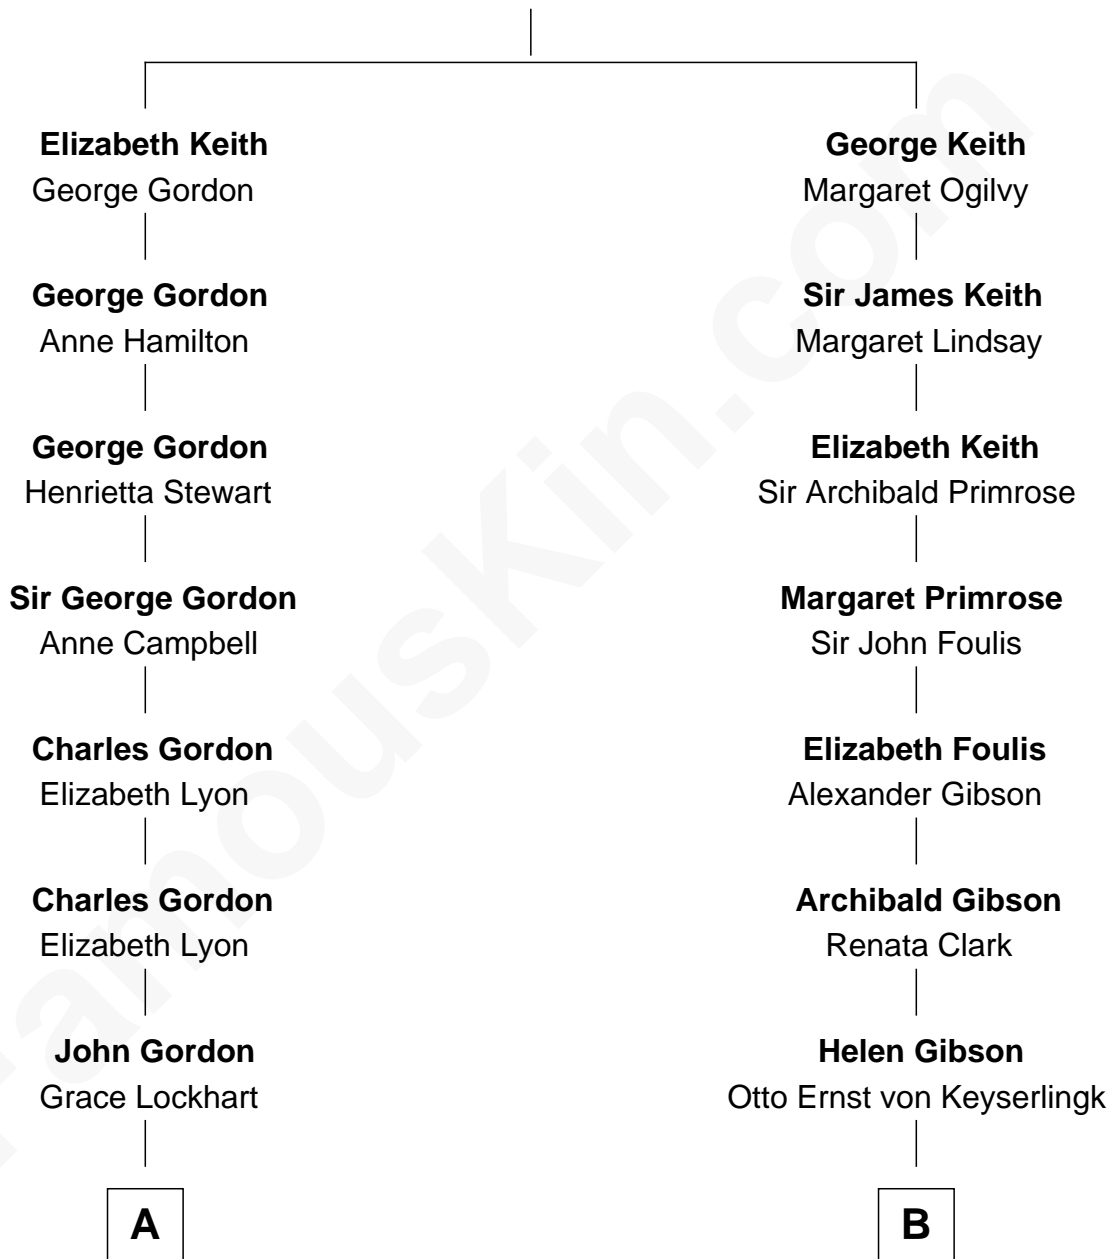 Elizabeth Keith
George Gordon
George Gordon
Anne Hamilton
George Gordon
Henrietta Stewart
Sir George Gordon
Anne Campbell
Charles Gordon
Elizabeth Lyon
Charles Gordon
Elizabeth Lyon
John Gordon
Grace Lockhart
A
George Keith
Margaret Ogilvy
Sir James Keith
Margaret Lindsay
Elizabeth Keith
Sir Archibald Primrose
Margaret Primrose
Sir John Foulis
Elizabeth Foulis
Alexander Gibson
Archibald Gibson
Renata Clark
Helen Gibson
Otto Ernst von Keyserlingk
B
FamousKin.com